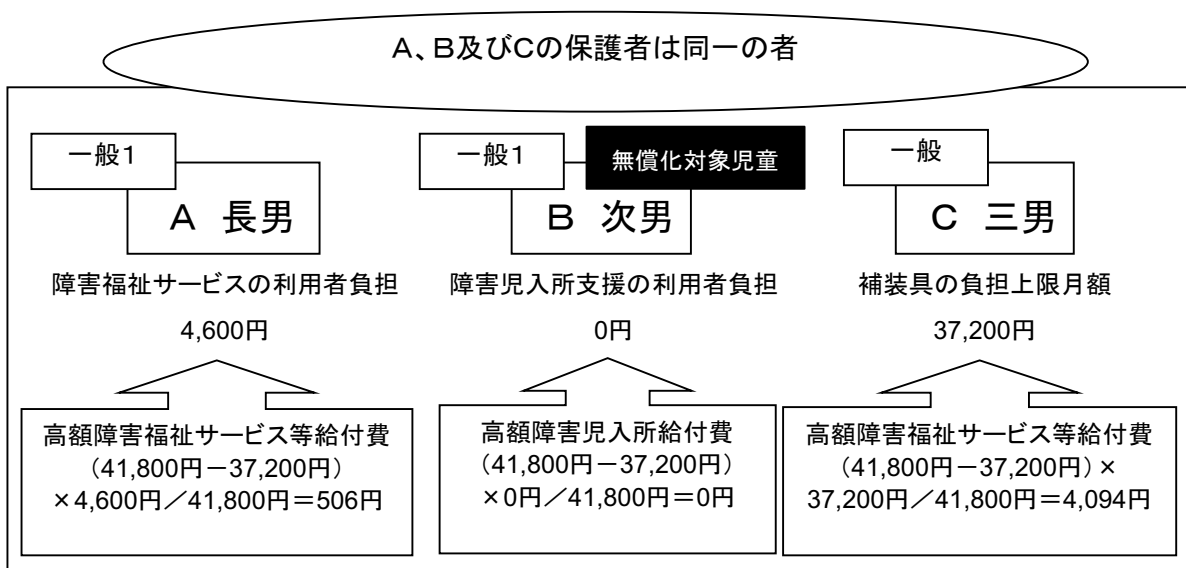 A、B及びCの保護者は同一の者
一般1
A 長男
障害福祉サービスの利用者負担
4,600円
高額障害福祉サービス等給付費
（41,800円－37,200円）
×4,600円／41,800円＝506円
一般1
無償化対象児童
B 次男
障害児入所支援の利用者負担
0円
高額障害児入所給付費
（41,800円－37,200円）
×0円／41,800円＝0円
一般
C 三男
補装具の負担上限月額
37,200円
高額障害福祉サービス等給付費
（41,800円－37,200円）×
37,200円／41,800円＝4,094円